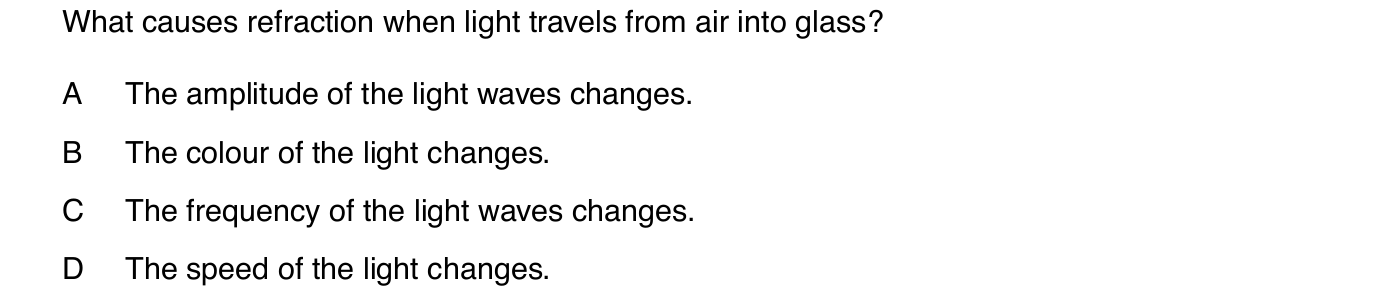 What causes refraction when light travels from air into glass?
A The amplitude of the light waves changes.
B The colour of the light changes.
C The frequency of the light waves changes.
D The speed of the light changes.